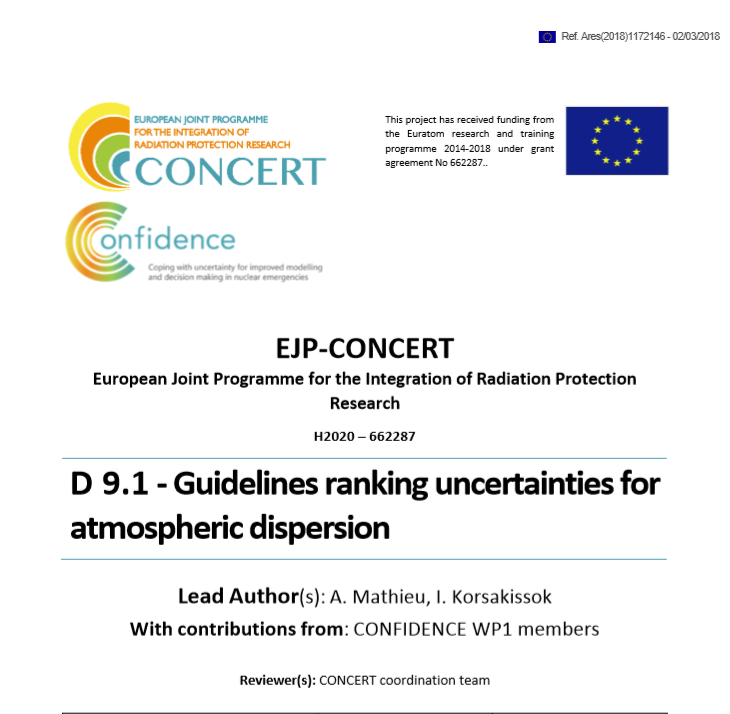 Ref. Ares(2018)1172146 - 02/03/2018
EUROPEAN JOINT PROGRAMME
FOR THE INTEGRATION OF
RADIATION PROTECTION RESEARCH
CONCERT
This project has received funding from
the Euratom research and training
programme 2014-2018 under grant
agreement No 662287..
Confidence
Coping with uncertainty for improved modelling
and decision making in nuclear emergencies
EJP-CONCERT
European Joint Programme for the Integration of Radiation Protection
Research
H2020 – 662287
D 9.1 - Guidelines ranking uncertainties for
atmospheric dispersion
Lead Author(s): A. Mathieu, I. Korsakissok
With contributions from: CONFIDENCE WP1 members
Reviewer(s): CONCERT coordination team